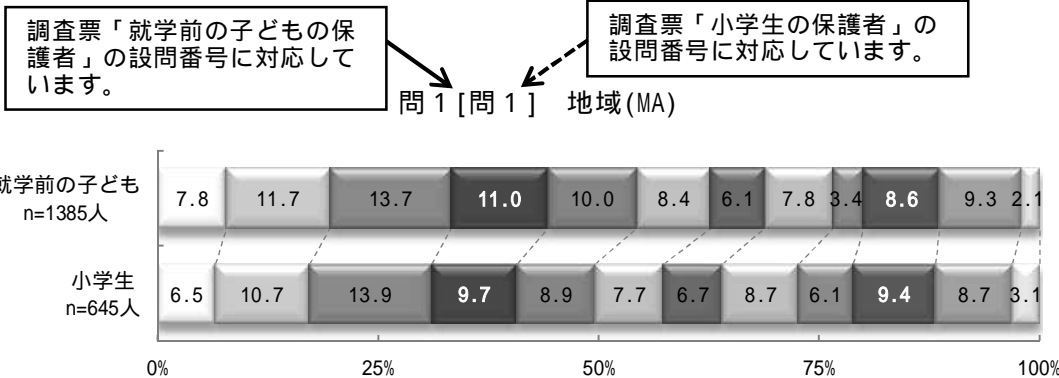 調査票「就学前の子どもの保
護者」の設問番号に対応して
います。
調査票「小学生の保護者」の
設問番号に対応しています。
問1[問1] 地域(MA)
就学前の子ども
n=1385人
7.8 11.7 13.7 11.0 10.0 8.4 6.1 7.8 3.4 8.6 9.3 2.1
小学生
n=645人
6.5 10.7 13.9 9.7 8.9 7.7 6.7 8.7 6.1 9.4 8.7 3.1
0% 25% 50% 75% 100%